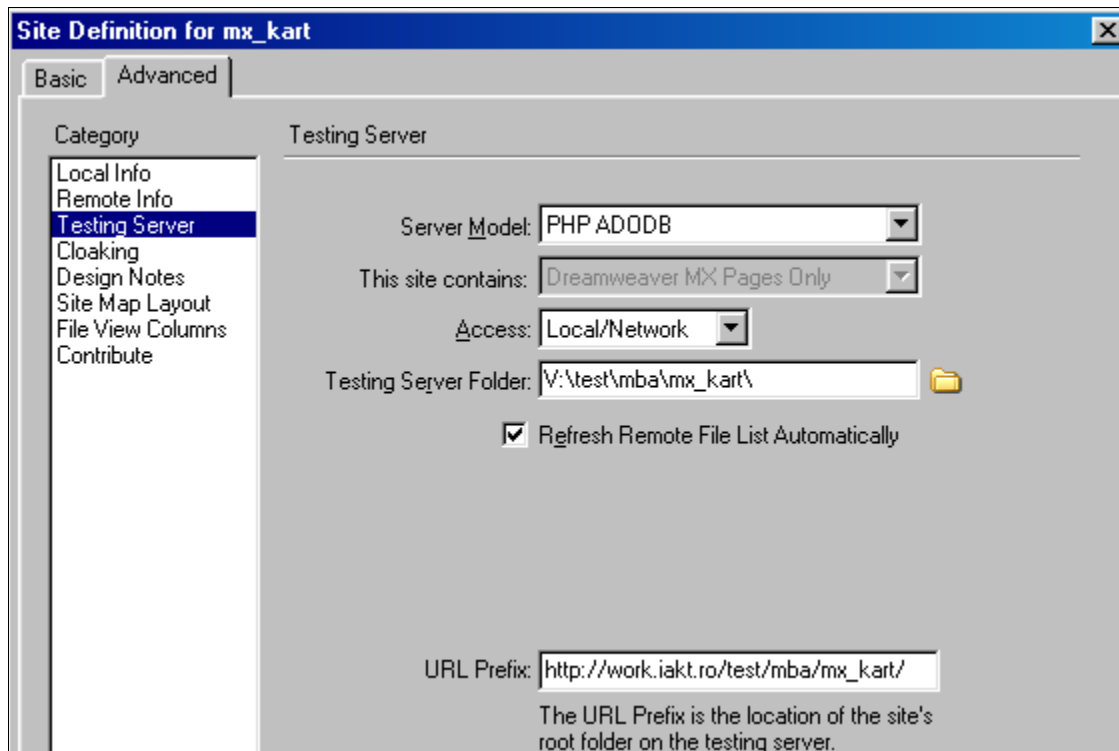 Site Definition for mx_kart
Basic
Advanced
Category
Local Info
Remote Info
Testing Server
Cloaking
Design Notes
Site Map Layout
File View Columns
Contribute
Testing Server
Server Model: PHP ADODB
This site contains: Dreamweaver MX Pages Only
Access: Local/Network
Testing Server Folder: V:\test\mba\mx_kart\
Refresh Remote File List Automatically
URL Prefix: http://work.iakt.ro/test/mba/mx_kart/
The URL Prefix is the location of the site's
root folder on the testing server.